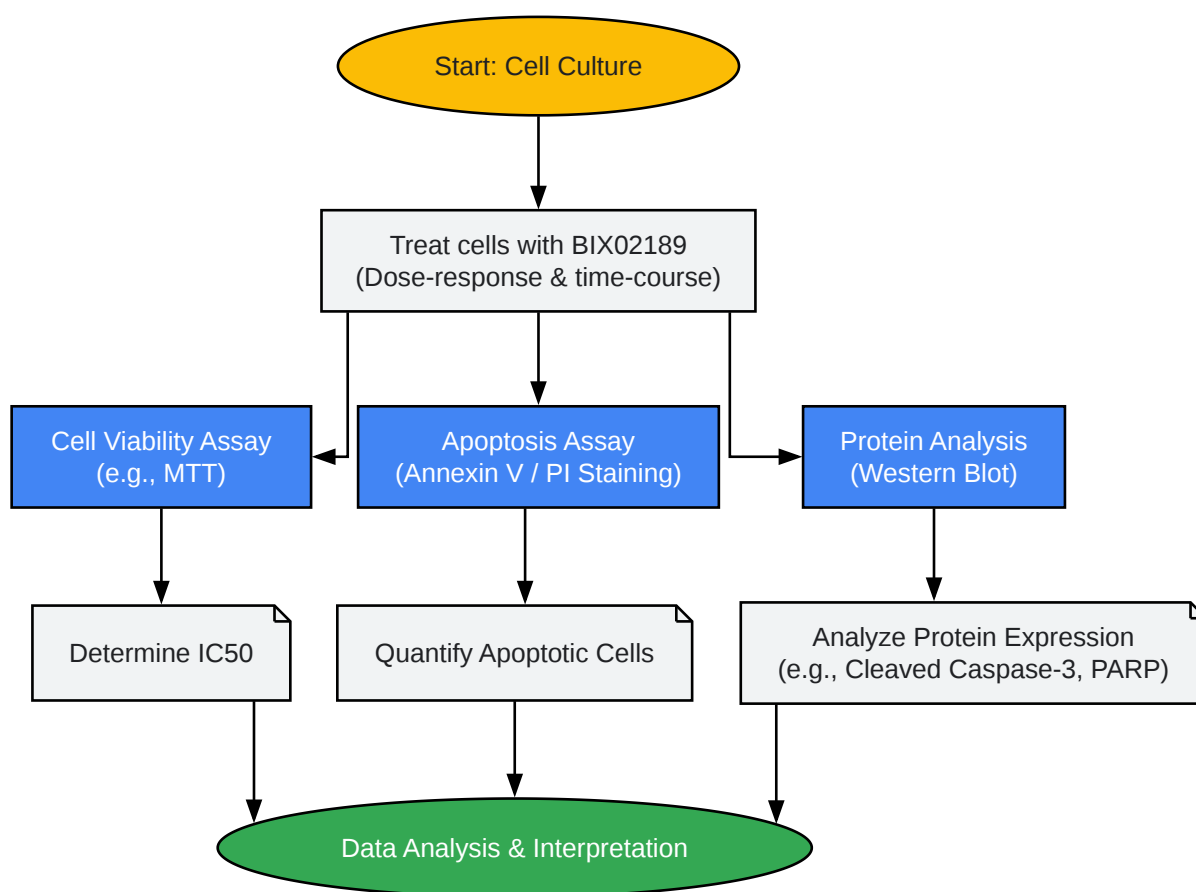 Start: Cell Culture
Treat cells with BIX02189
(Dose-response & time-course)
Cell Viability Assay
(e.g., MTT)
Apoptosis Assay
(Annexin V / PI Staining)
Protein Analysis
(Western Blot)
Determine IC50
Quantify Apoptotic Cells
Analyze Protein Expression
(e.g., Cleaved Caspase-3, PARP)
Data Analysis & Interpretation